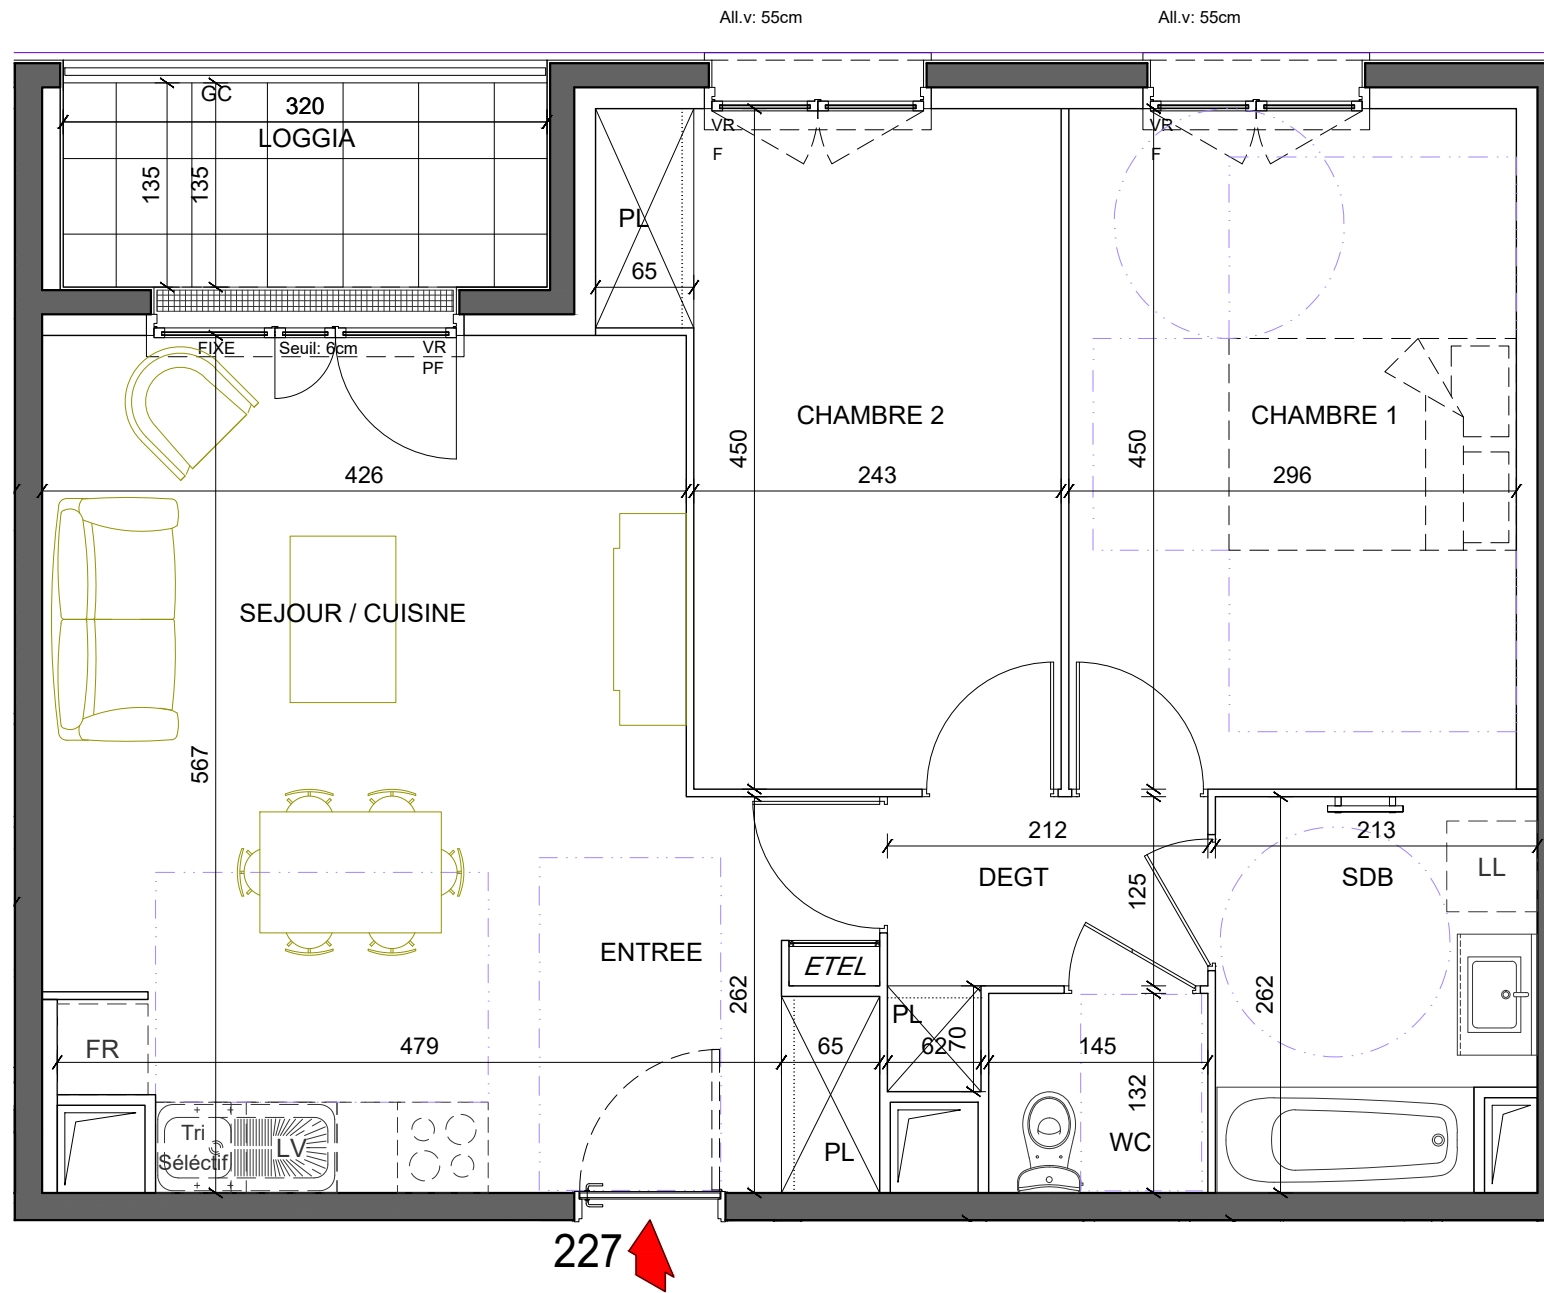 All.v: 55cm
All.v: 55cm
GC
320
LOGGIA
135
135
VR
F
VR
F
PL
65
FIXE
Seuil: 6cm
VR
PF
CHAMBRE 2
CHAMBRE 1
450
450
426
243
296
SEJOUR / CUISINE
567
212
213
DEGT
125
SDB
LL
ENTREE
ETEL
262
262
PL
70
FR
479
65
62
145
132
Tri
Séléctif
LV
PL
WC
227